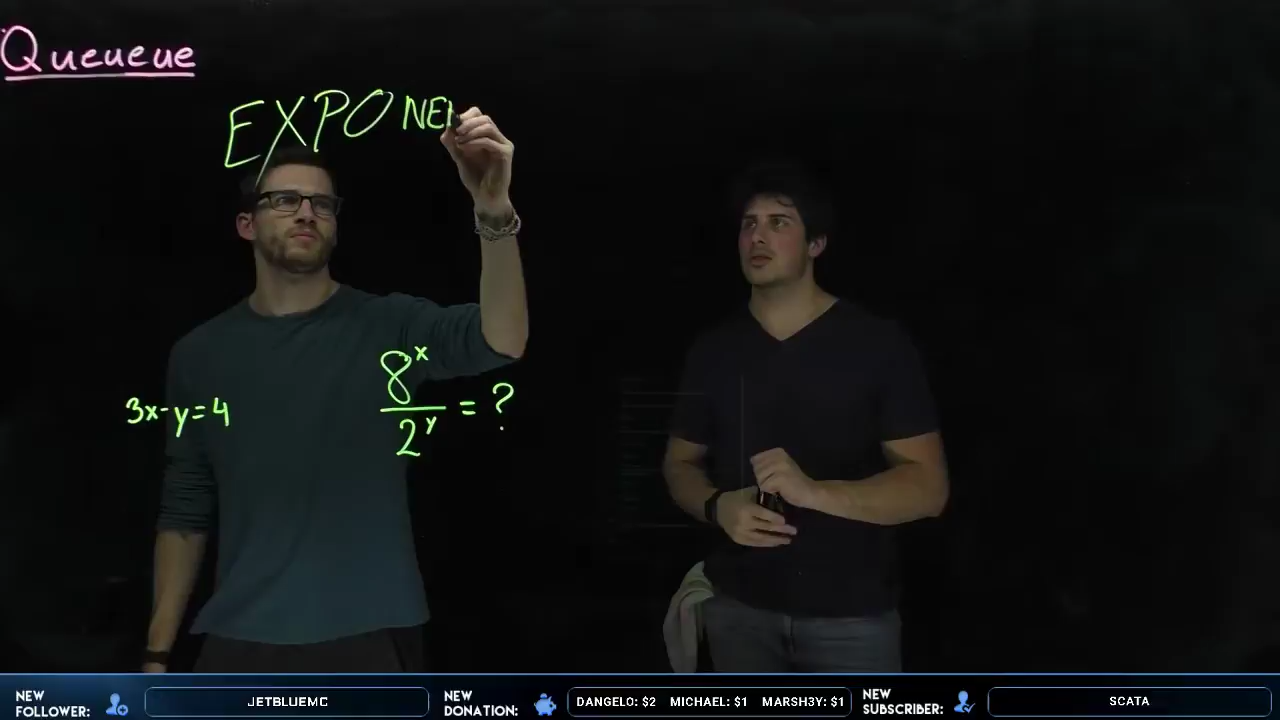 Queueue
EXPONEN
3x-y=4
8^x / 2^y = ?
NEW FOLLOWER:
JETBLUEMC
NEW DONATION:
DANGELO: $2 MICHAEL: $1 MARSH3Y: $1
NEW SUBSCRIBER:
SCATA